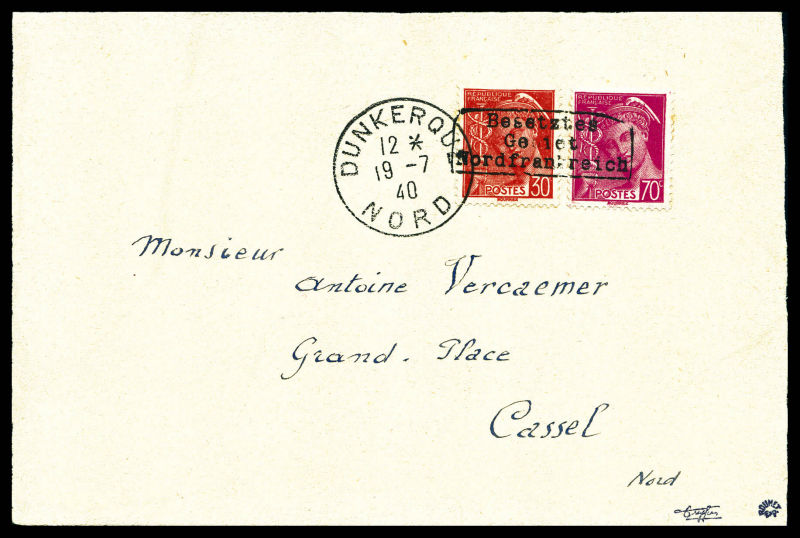 RÉPUBLIQUE
FRANÇAISE
RÉPUBLIQUE
FRANÇAISE
DUNKERQUE
12 *
19 -7
40
NORD
Besetztes
Gebiet
Nordfrankreich
POSTES 30
POSTES 70c
Monsieur
Antoine Vercaemer
Grand. Place
Cassel
Nord
ROUMET